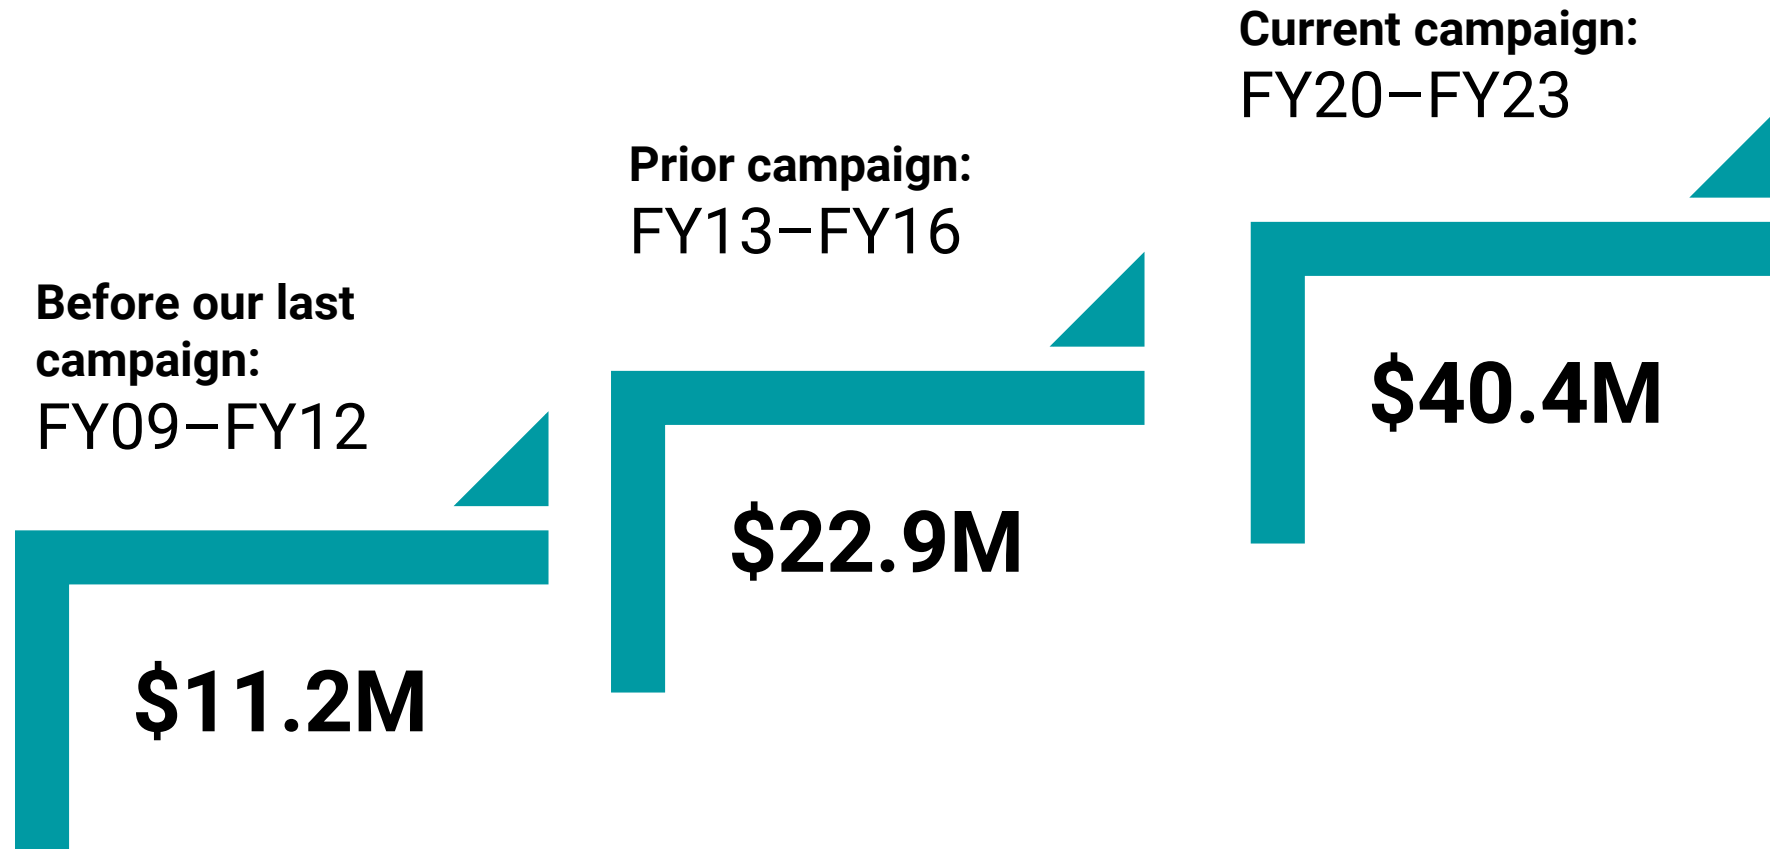 Before our last
campaign:
FY09–FY12
$11.2M
Prior campaign:
FY13–FY16
$22.9M
Current campaign:
FY20–FY23
$40.4M